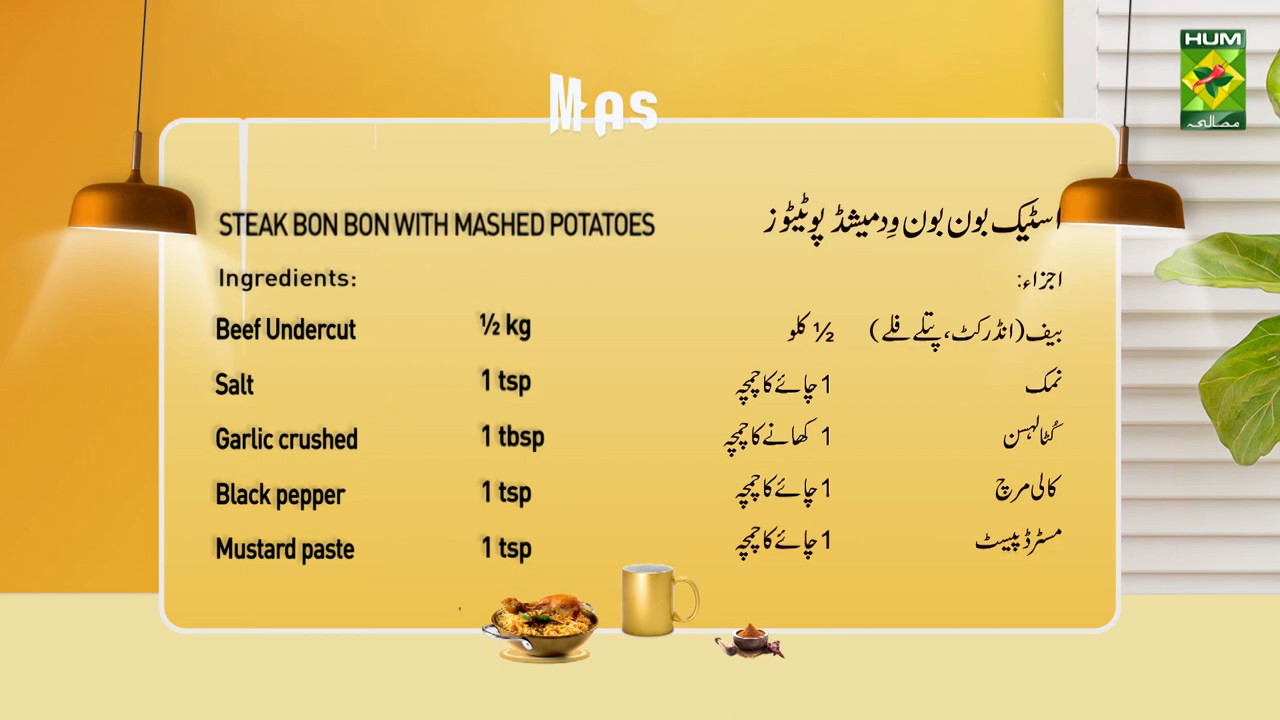 HUM
مصالحہ
Mas
STEAK BON BON WITH MASHED POTATOES اسٹیک بون بون وِد میشڈ پوٹیٹوز
Ingredients: اجزاء:
Beef Undercut ½ kg بیف (انڈرکٹ، پتلے فلے) ½ کلو
Salt 1 tsp نمک 1 چائے کا چمچہ
Garlic crushed 1 tbsp کُٹا لہسن 1 کھانے کا چمچہ
Black pepper 1 tsp کالی مرچ 1 چائے کا چمچہ
Mustard paste 1 tsp مسٹرڈ پیسٹ 1 چائے کا چمچہ